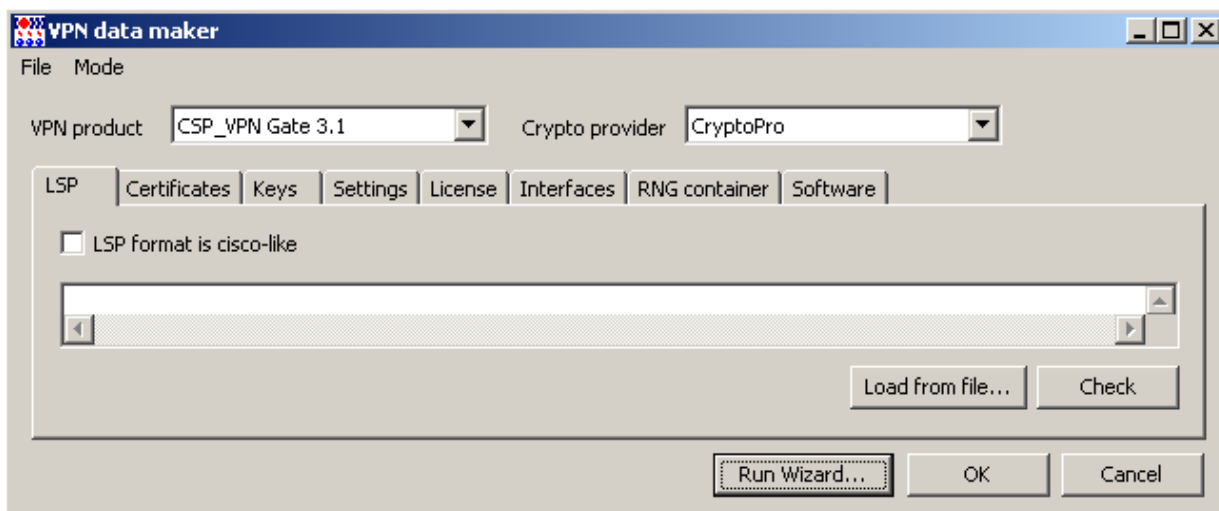 VPN data maker
File Mode
VPN product CSP_VPN Gate 3.1 Crypto provider CryptoPro
LSP Certificates Keys Settings License Interfaces RNG container Software
LSP format is cisco-like
Load from file... Check
Run Wizard... OK Cancel